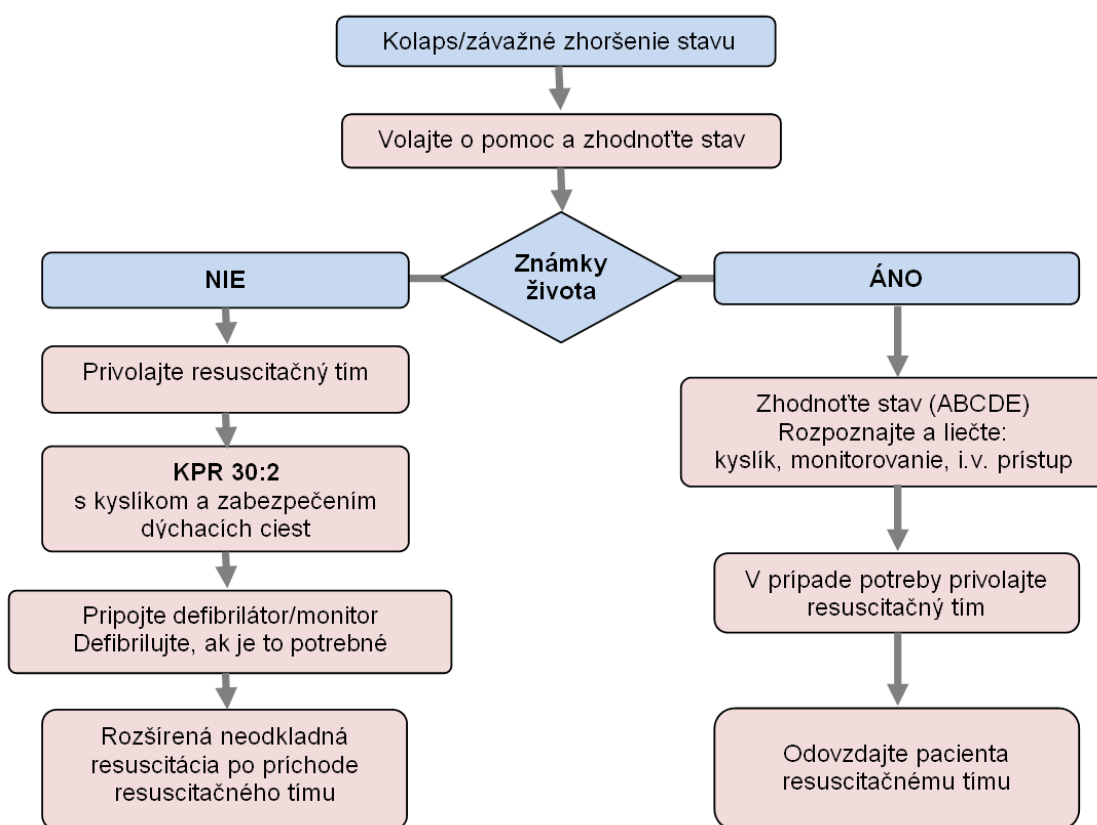 Kolaps/závažné zhoršenie stavu
Volajte o pomoc a zhodnoťte stav
Známky
života
NIE
Privolajte resuscitačný tím
KPR 30:2
s kyslíkom a zabezpečením
dýchacích ciest
Pripojte defibrilátor/monitor
Defibrilujte, ak je to potrebné
Rozšírená neodkladná
resuscitácia po príchode
resuscitačného tímu
ÁNO
Zhodnoťte stav (ABCDE)
Rozpoznajte a liečte:
kyslík, monitorovanie, i.v. prístup
V prípade potreby privolajte
resuscitačný tím
Odovzdajte pacienta
resuscitačnému tímu